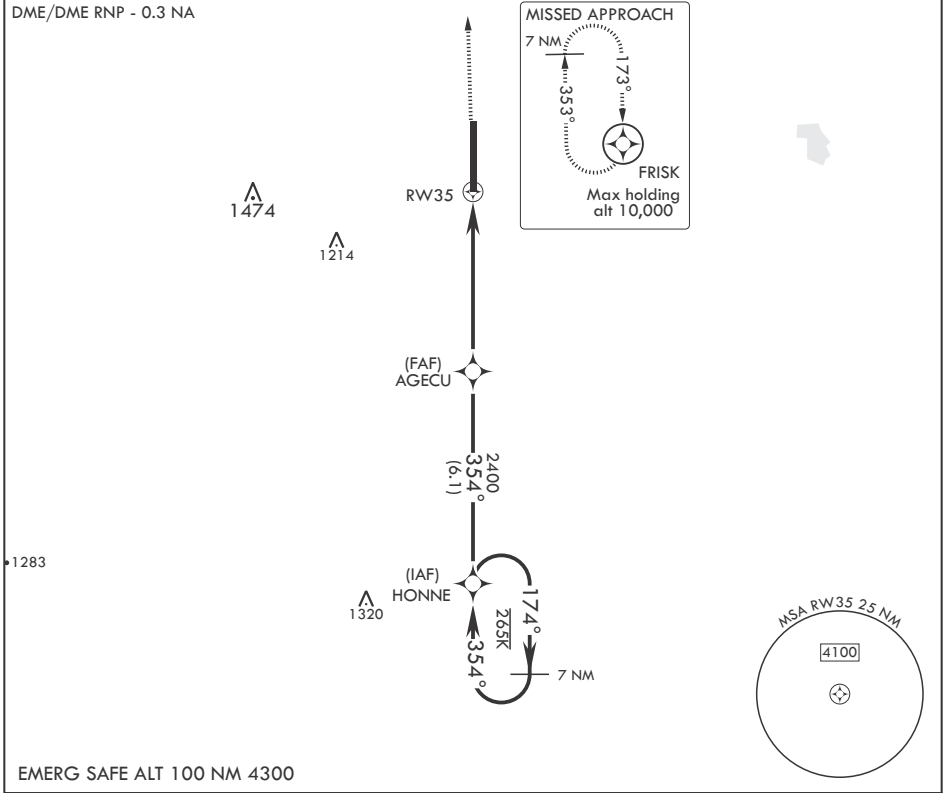 DME/DME RNP - 0.3 NA
MISSED APPROACH
7 NM
353°
173°
FRISK
Max holding
alt 10,000
RW35
1474
1214
(FAF)
AGECU
2400
354°
(6.1)
1283
(IAF)
HONNE
1320
174°
265K
354°
7 NM
MSA RW35 25 NM
4100
EMERG SAFE ALT 100 NM 4300